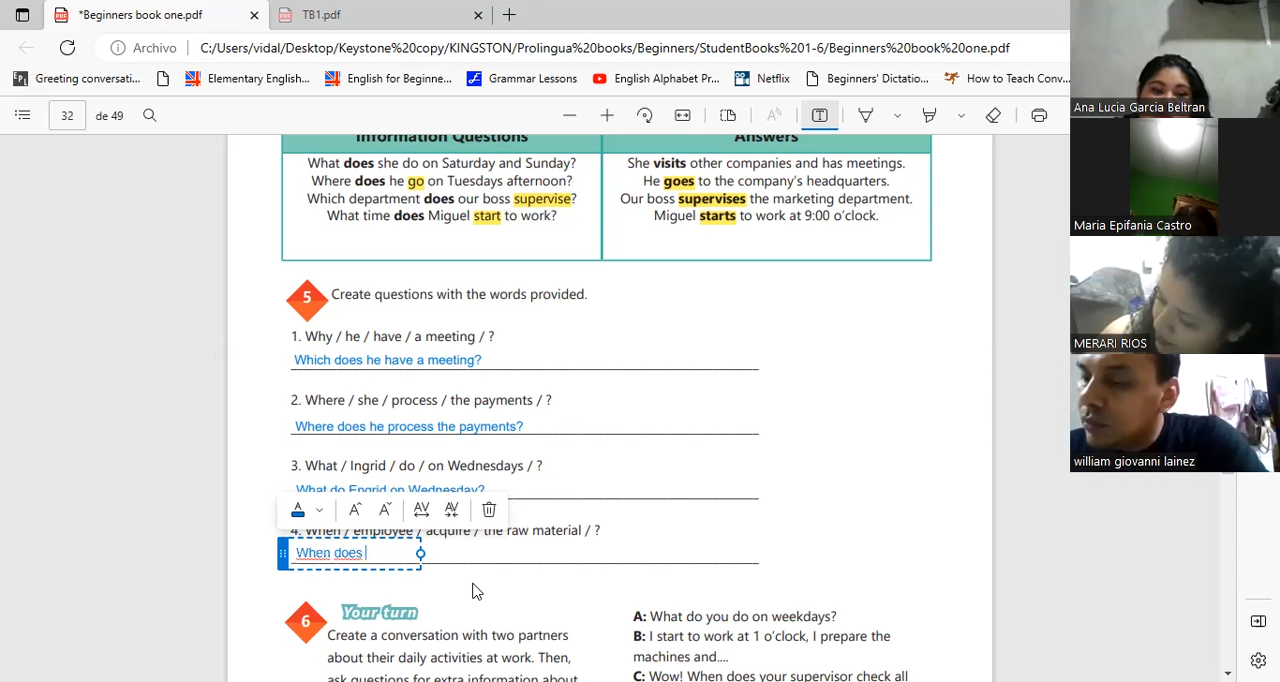 *Beginners book one.pdf
TB1.pdf
Archivo
C:/Users/vidal/Desktop/Keystone%20copy/KINGSTON/Prolingua%20books/Beginners/StudentBooks%201-6/Beginners%20book%20one.pdf
Greeting conversati...
Elementary English...
English for Beginne...
Grammar Lessons
English Alphabet Pr...
Netflix
Beginners' Dictatio...
How to Teach Conv...
32
de 49
Information Questions
Answers
What does she do on Saturday and Sunday?
She visits other companies and has meetings.
Where does he go on Tuesdays afternoon?
He goes to the company's headquarters.
Which department does our boss supervise?
Our boss supervises the marketing department.
What time does Miguel start to work?
Miguel starts to work at 9:00 o'clock.
5
Create questions with the words provided.
1. Why / he / have / a meeting / ?
Which does he have a meeting?
2. Where / she / process / the payments / ?
Where does he process the payments?
3. What / Ingrid / do / on Wednesdays / ?
What do Engrid on Wednesday?
4. When / employee / acquire / the raw material / ?
When does
6
Your turn
Create a conversation with two partners
about their daily activities at work. Then,
ask questions for extra information about
A: What do you do on weekdays?
B: I start to work at 1 o'clock, I prepare the
machines and....
C: Wow! When does your supervisor check all
Ana Lucia Garcia Beltran
Maria Epifania Castro
MERARI RIOS
william giovanni lainez